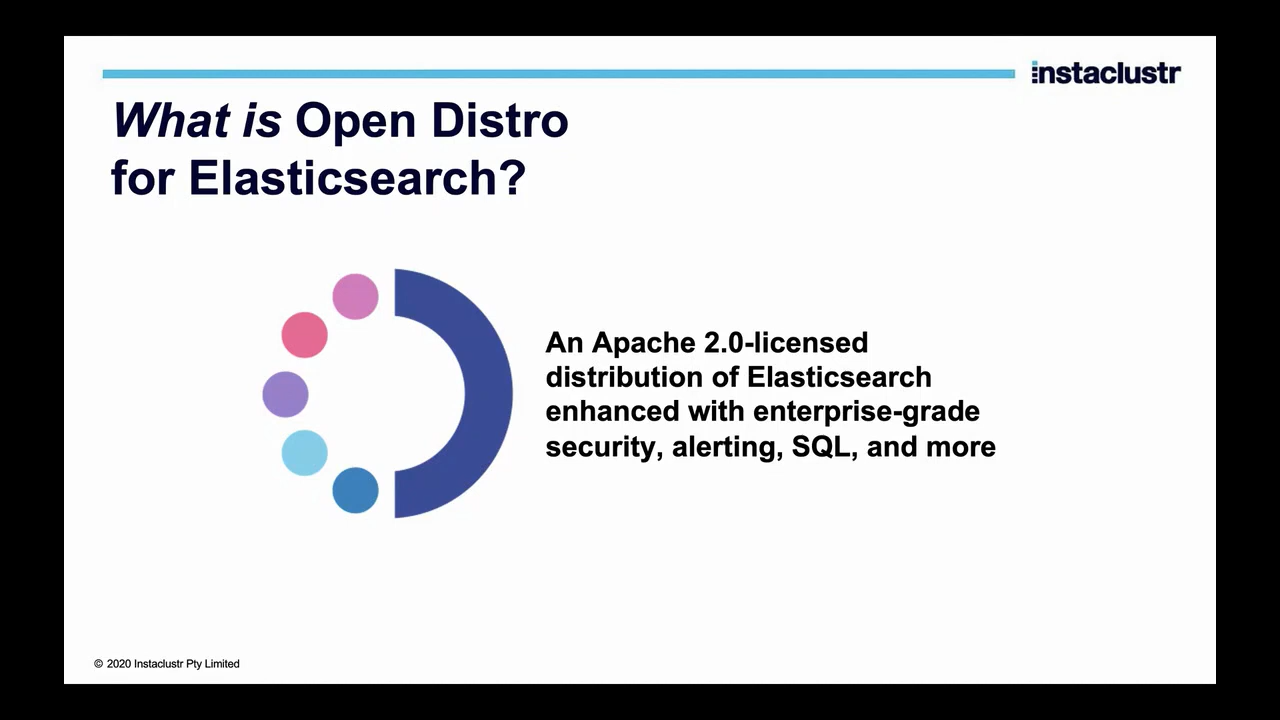 instaclustr
What is Open Distro
for Elasticsearch?
An Apache 2.0-licensed
distribution of Elasticsearch
enhanced with enterprise-grade
security, alerting, SQL, and more
© 2020 Instaclustr Pty Limited